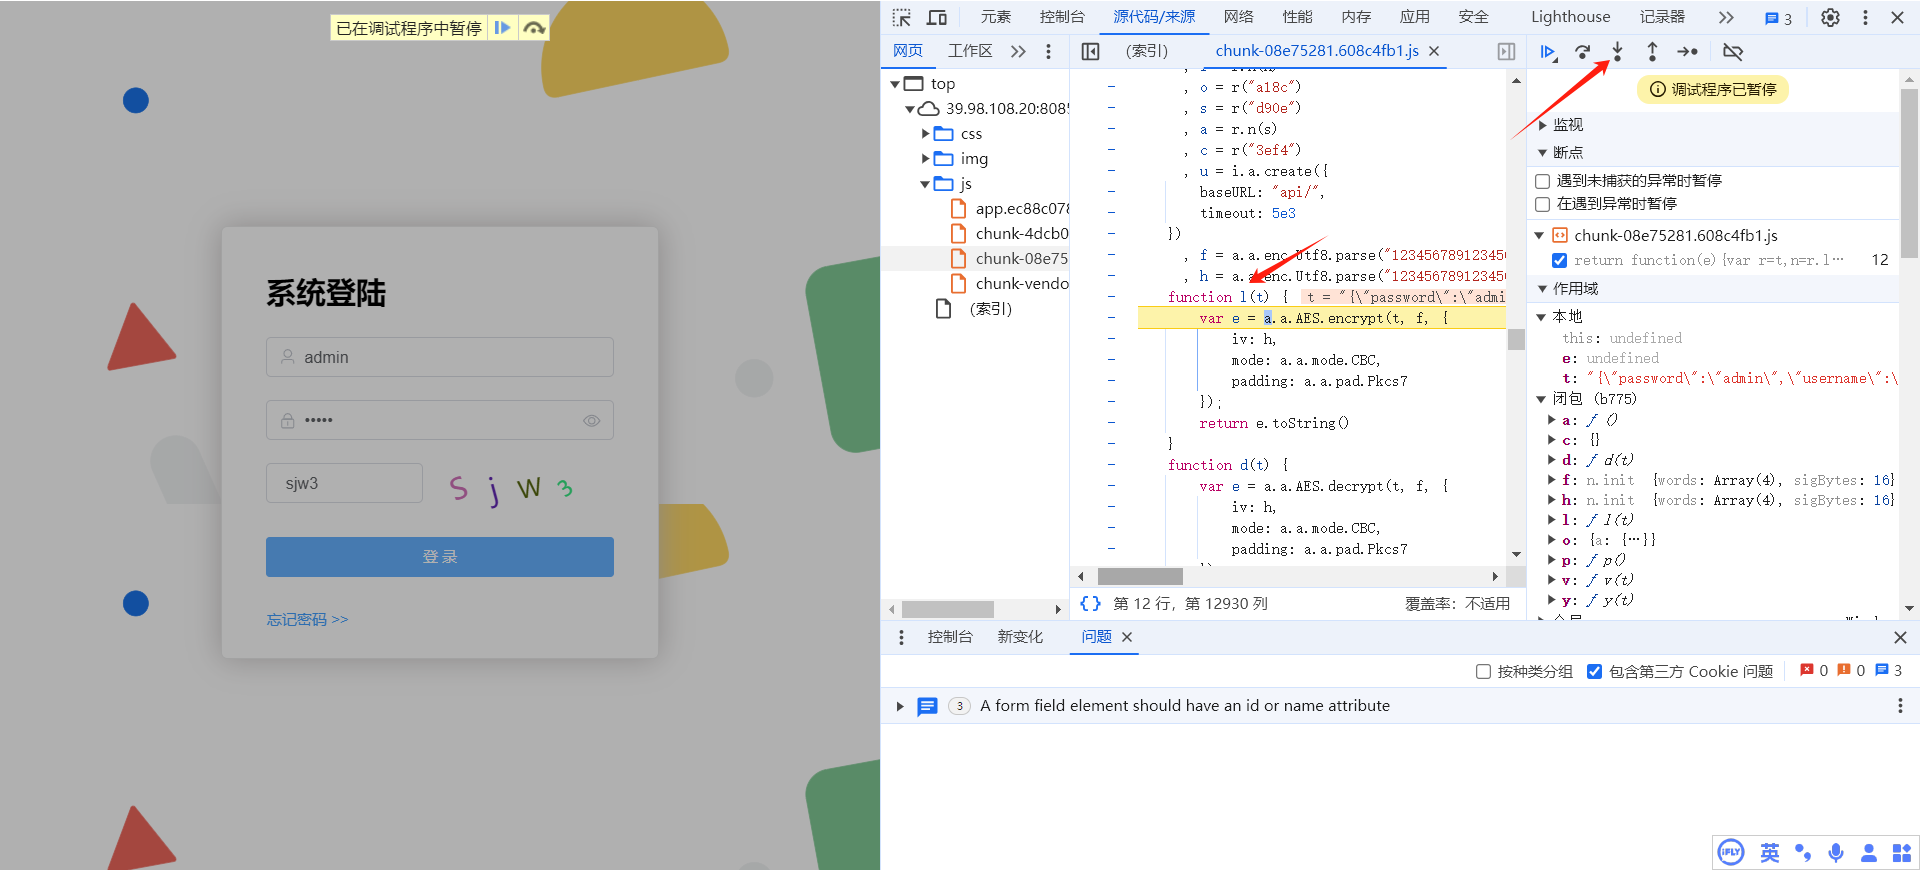 已在调试程序中暂停
系统登陆
admin
•••••
sjw3
S j W 3
登 录
忘记密码 >>
元素
控制台
源代码/来源
网络
性能
内存
应用
安全
Lighthouse
记录器
3
网页
工作区
(索引)
chunk-08e75281.608c4fb1.js
top
39.98.108.20:8085
css
img
js
app.ec88c078
chunk-4dcb0
chunk-08e75
chunk-vendo
(索引)
, o = r("a18c")
, s = r("d90e")
, a = r.n(s)
, c = r("3ef4")
, u = i.a.create({
baseURL: "api/",
timeout: 5e3
})
, f = a.a.enc.Utf8.parse("123456789123456
, h = a.a.enc.Utf8.parse("123456789123456
function l(t) { t = "{\"password\":\"admi
var e = a.a.AES.encrypt(t, f, {
iv: h,
mode: a.a.mode.CBC,
padding: a.a.pad.Pkcs7
});
return e.toString()
}
function d(t) {
var e = a.a.AES.decrypt(t, f, {
iv: h,
mode: a.a.mode.CBC,
padding: a.a.pad.Pkcs7
{} 第 12 行，第 12930 列
覆盖率：不适用
调试程序已暂停
监视
断点
遇到未捕获的异常时暂停
在遇到异常时暂停
chunk-08e75281.608c4fb1.js
return function(e){var r=t,n=r.l… 12
作用域
本地
this: undefined
e: undefined
t: "{\"password\":\"admin\",\"username\":\
闭包 (b775)
a: ƒ ()
c: {}
d: ƒ d(t)
f: n.init {words: Array(4), sigBytes: 16}
h: n.init {words: Array(4), sigBytes: 16}
l: ƒ l(t)
o: {a: {…}}
p: ƒ p()
v: ƒ v(t)
y: ƒ y(t)
控制台
新变化
问题
按种类分组
包含第三方 Cookie 问题
0 0 3
3 A form field element should have an id or name attribute
iFLY 英